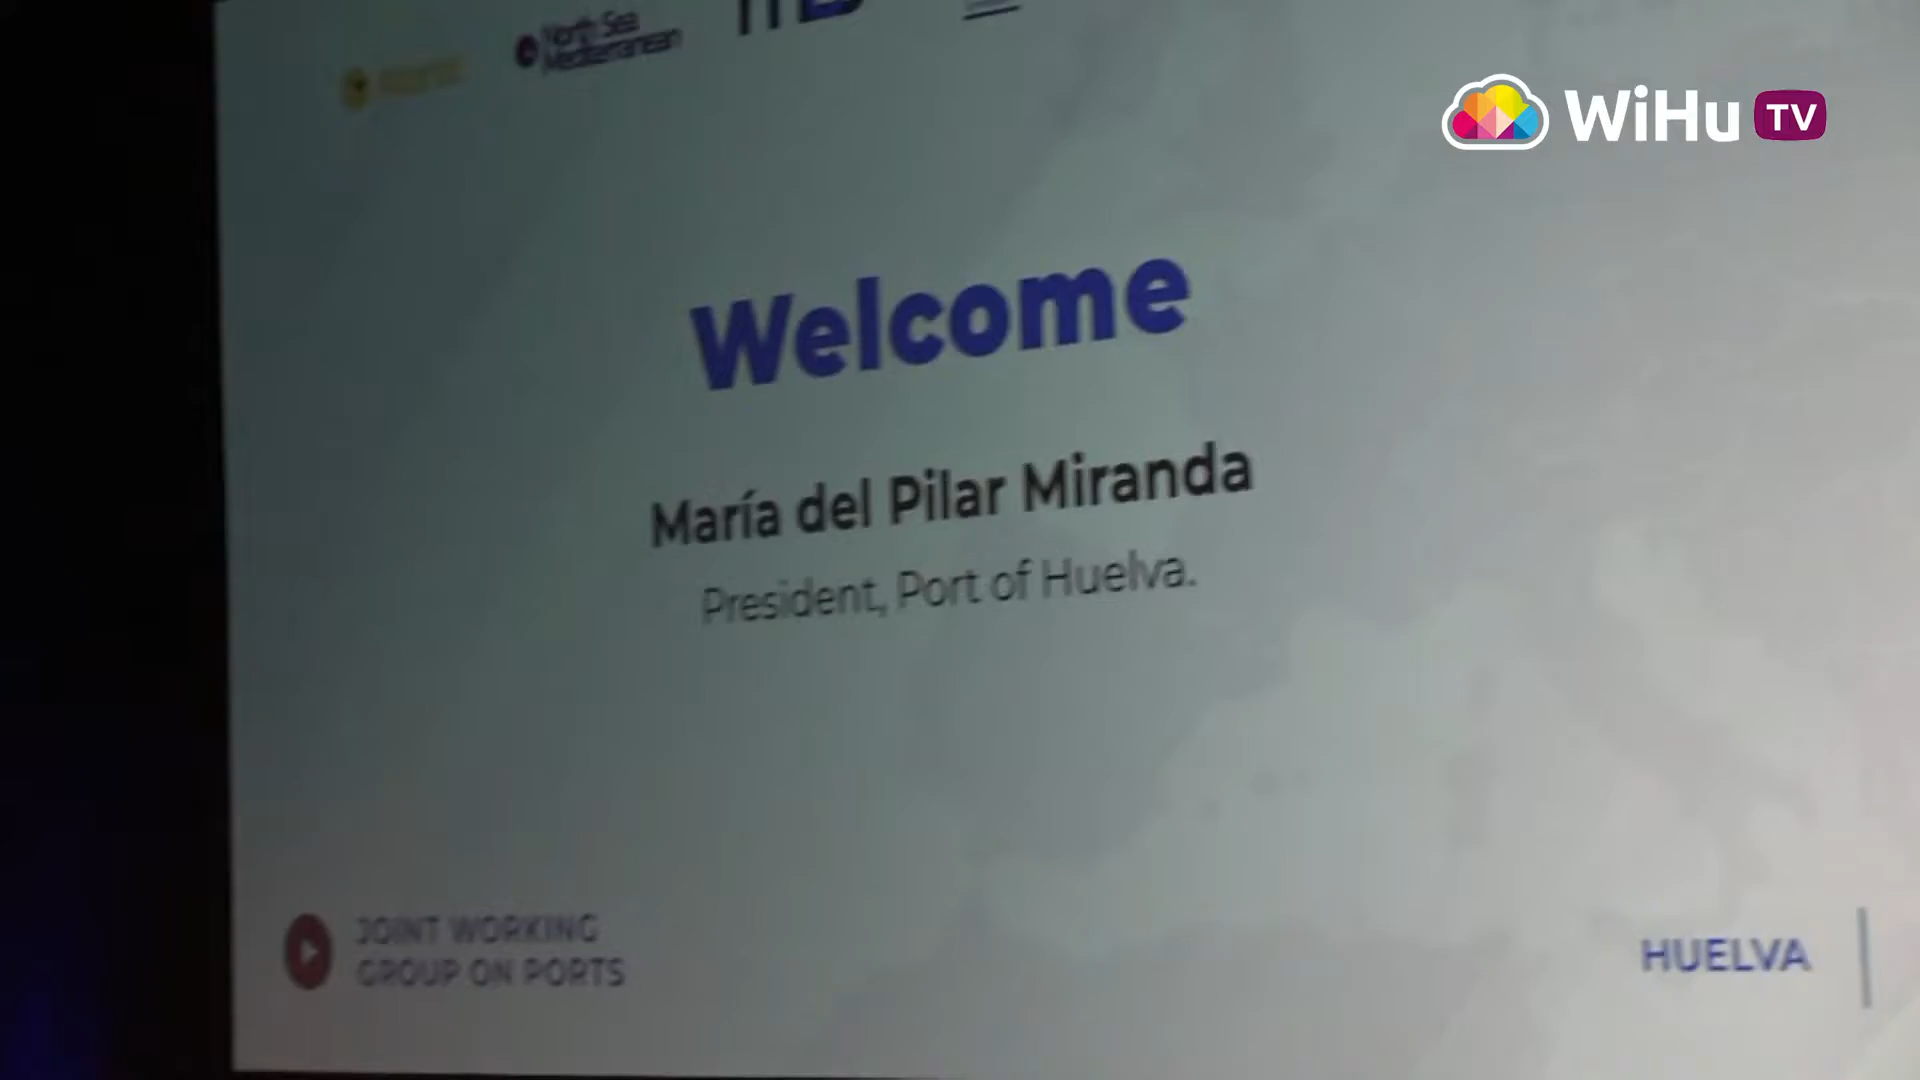 North Sea
Mediterranean
WiHu TV
Welcome
María del Pilar Miranda
President, Port of Huelva.
JOINT WORKING
GROUP ON PORTS
HUELVA